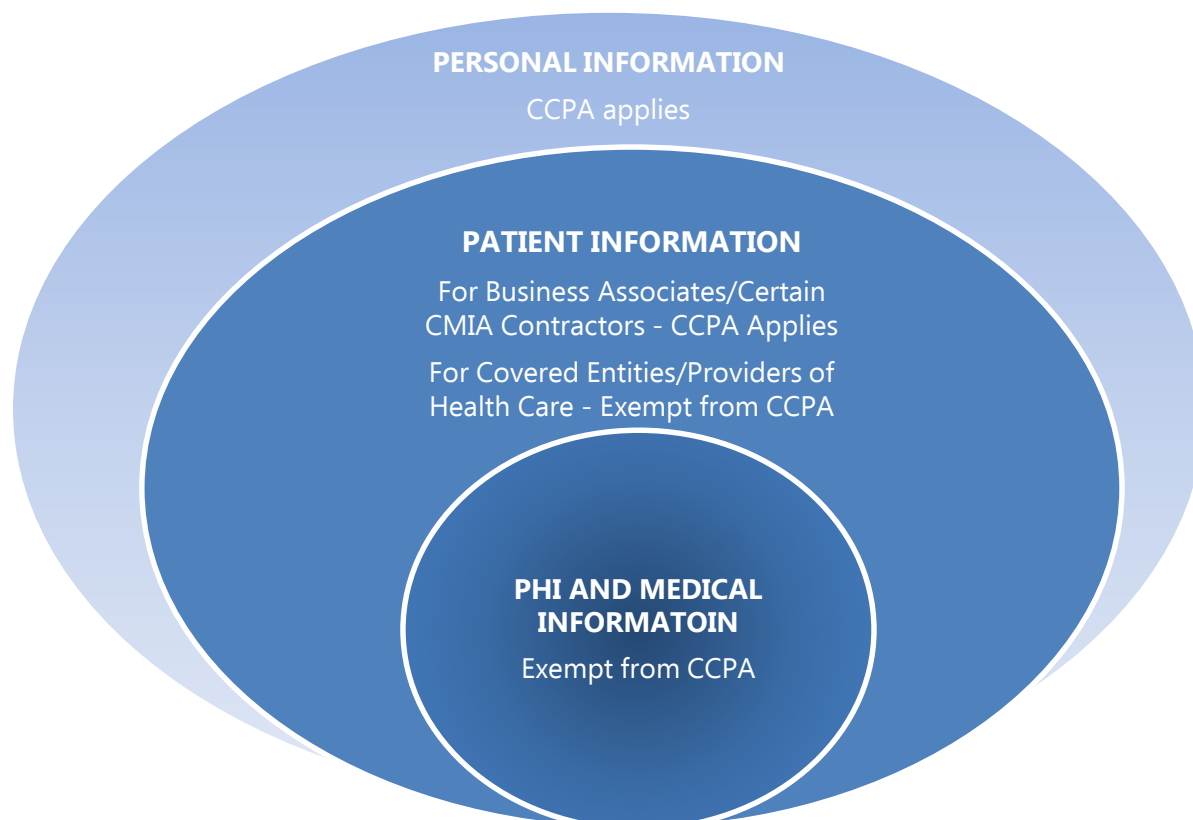 PERSONAL INFORMATION
CCPA applies
PATIENT INFORMATION
For Business Associates/Certain
CMIA Contractors - CCPA Applies
For Covered Entities/Providers of
Health Care - Exempt from CCPA
PHI AND MEDICAL
INFORMATOIN
Exempt from CCPA